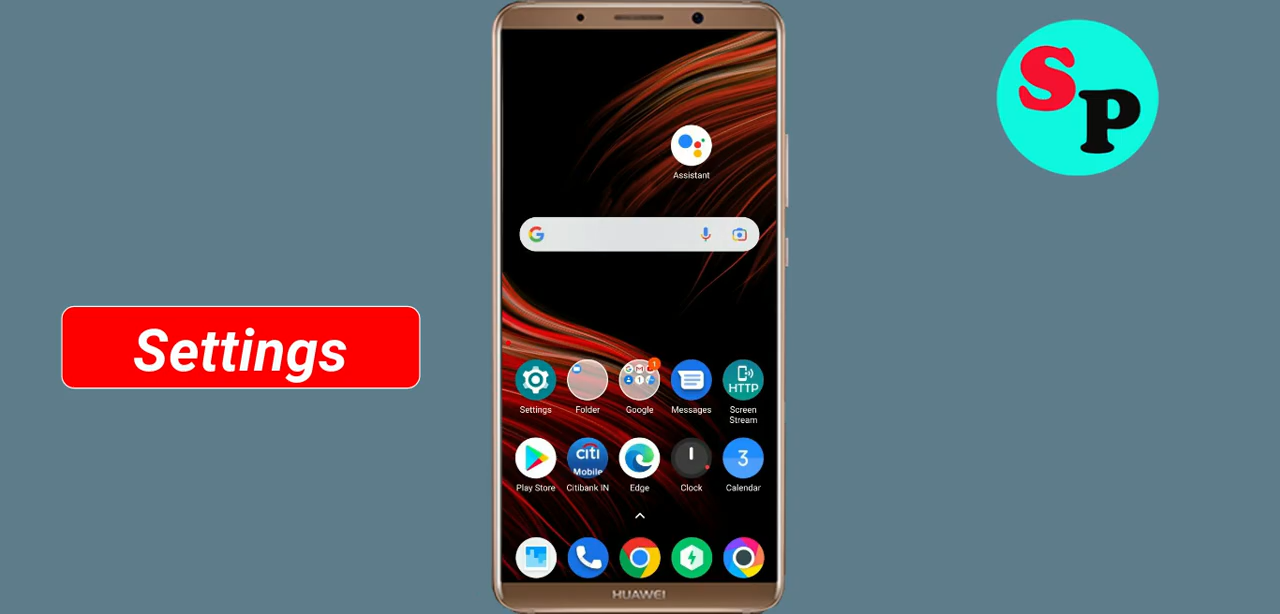 SP
Assistant
G
Settings
1
HTTP
Settings
Folder
Google
Messages
Screen
Stream
citi
Mobile
3
Play Store
Citibank IN
Edge
Clock
Calendar
HUAWEI